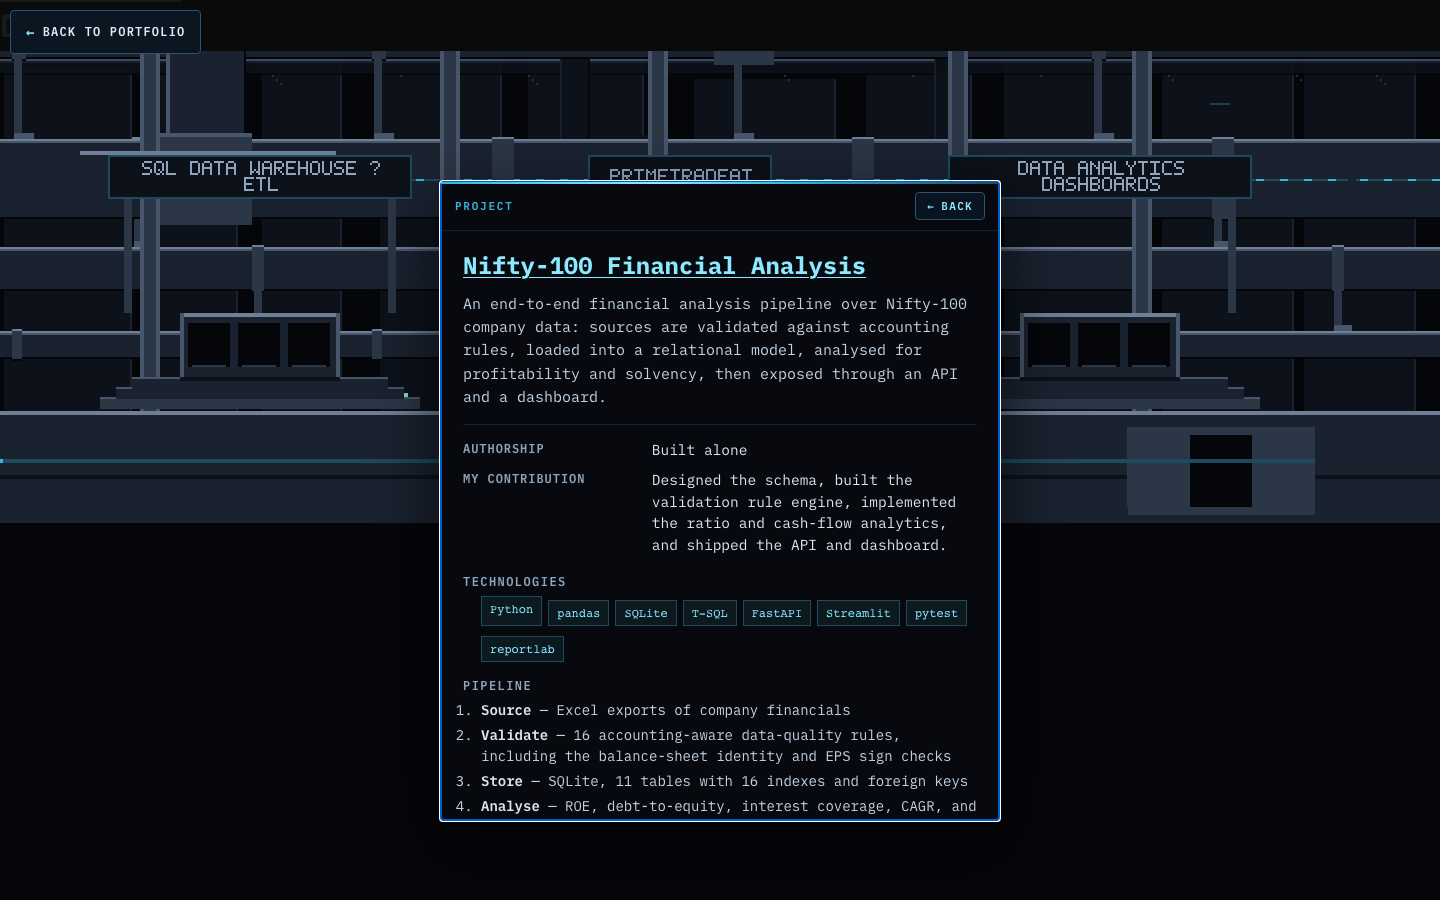 ← BACK TO PORTFOLIO
SQL DATA WAREHOUSE ?
ETL
DATA ANALYTICS
DASHBOARDS
PROJECT
← BACK
Nifty-100 Financial Analysis
An end-to-end financial analysis pipeline over Nifty-100
company data: sources are validated against accounting
rules, loaded into a relational model, analysed for
profitability and solvency, then exposed through an API
and a dashboard.
AUTHORSHIP Built alone
MY CONTRIBUTION Designed the schema, built the
validation rule engine, implemented
the ratio and cash-flow analytics,
and shipped the API and dashboard.
TECHNOLOGIES
Python pandas SQLite T-SQL FastAPI Streamlit pytest
reportlab
PIPELINE
1. Source — Excel exports of company financials
2. Validate — 16 accounting-aware data-quality rules,
including the balance-sheet identity and EPS sign checks
3. Store — SQLite, 11 tables with 16 indexes and foreign keys
4. Analyse — ROE, debt-to-equity, interest coverage, CAGR, and